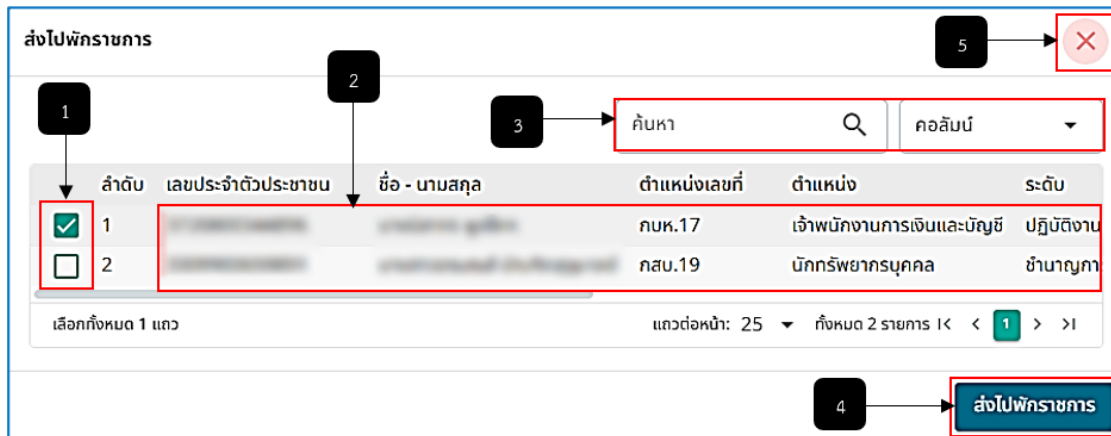 ส่งไปพักราชการ
5
2
1
3
ค้นหา
คอลัมน์
ลำดับ เลขประจำตัวประชาชน ชื่อ - นามสกุล ตำแหน่งเลขที่ ตำแหน่ง ระดับ
1 กบห.17 เจ้าพนักงานการเงินและบัญชี ปฏิบัติงาน
2 กสบ.19 นักทรัพยากรบุคคล ชำนาญกา
เลือกทั้งหมด 1 แถว แถวต่อหน้า: 25 ทั้งหมด 2 รายการ 1
4
ส่งไปพักราชการ